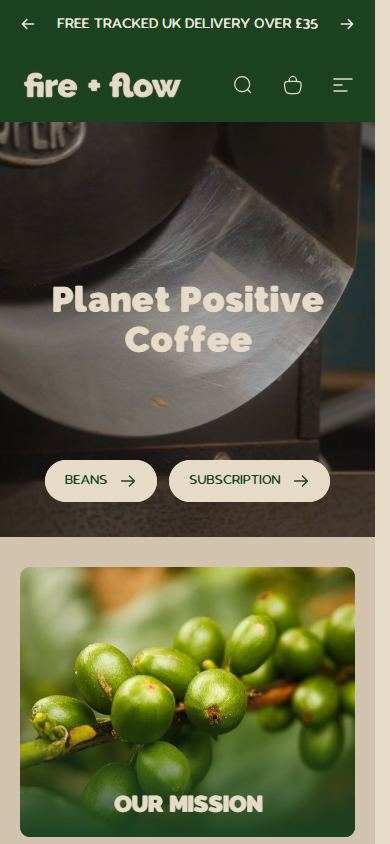 FREE TRACKED UK DELIVERY OVER £35
fire + flow
Planet Positive
Coffee
BEANS
SUBSCRIPTION
OUR MISSION